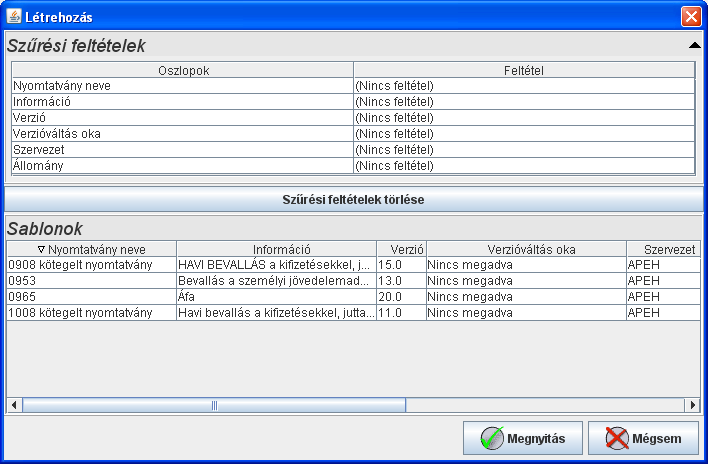 Létrehozás
Szűrési feltételek
Oszlopok Feltétel
Nyomtatvány neve (Nincs feltétel)
Információ (Nincs feltétel)
Verzió (Nincs feltétel)
Verzióváltás oka (Nincs feltétel)
Szervezet (Nincs feltétel)
Állomány (Nincs feltétel)
Szűrési feltételek törlése
Sablonok
Nyomtatvány neve Információ Verzió Verzióváltás oka Szervezet
0908 kötegelt nyomtatvány HAVI BEVALLÁS a kifizetésekkel, j... 15.0 Nincs megadva APEH
0953 Bevallás a személyi jövedelemad... 13.0 Nincs megadva APEH
0965 Áfa 20.0 Nincs megadva APEH
1008 kötegelt nyomtatvány Havi bevallás a kifizetésekkel, jutta... 11.0 Nincs megadva APEH
Megnyitás Mégsem